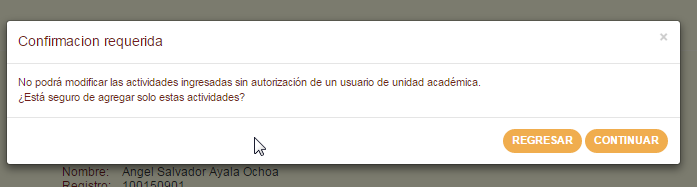 Confirmacion requerida ×
No podrá modificar las actividades ingresadas sin autorización de un usuario de unidad académica.
¿Está seguro de agregar solo estas actividades?
REGRESAR CONTINUAR
Nombre: Angel Salvador Ayala Ochoa
Registro: 100150901